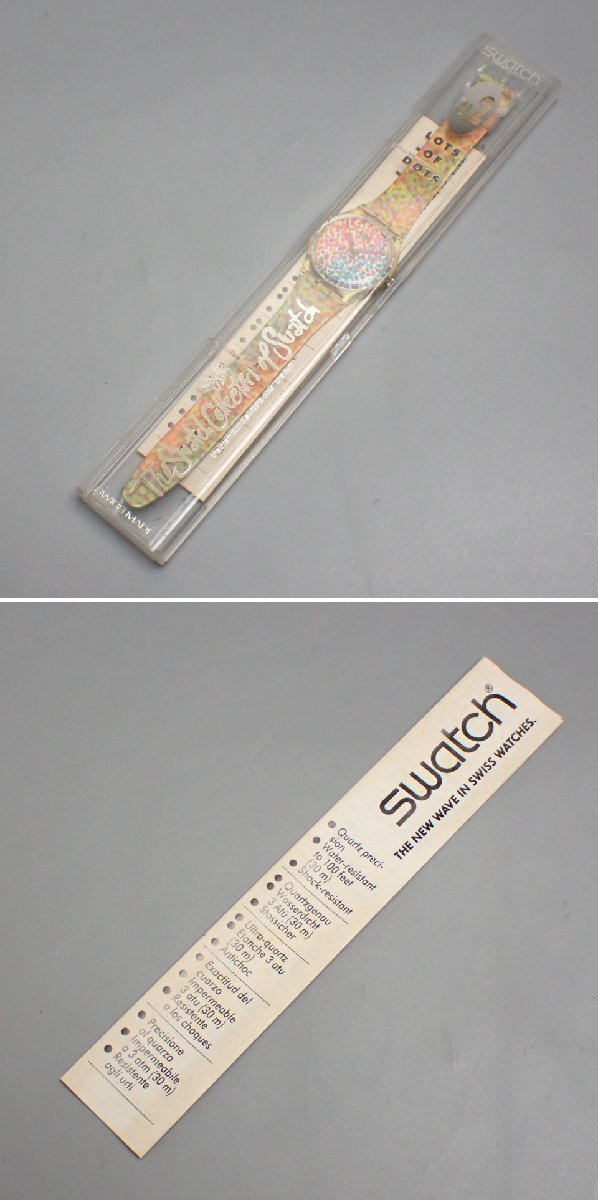 swatch
LOTS
OF
DOTS
The Swatch Collectors of Swatch
SWISS MADE
swatch®
THE NEW WAVE IN SWISS WATCHES.
Quartz preci-
sion
Water-resistant
to 100 feet
(30 m)
Shock-resistant
Quartzgenau
Wasserdicht
3 Atü (30 m)
Stossicher
Ultra-quartz
Etanche 3 atu
(30 m)
Antichoc
Exactitud del
cuarzo
Impermeable
3 atu (30 m)
Resistente
a los choques
Precisione
al quarzo
Impermeabile
a 3 atm (30 m)
Resistente
agli urti